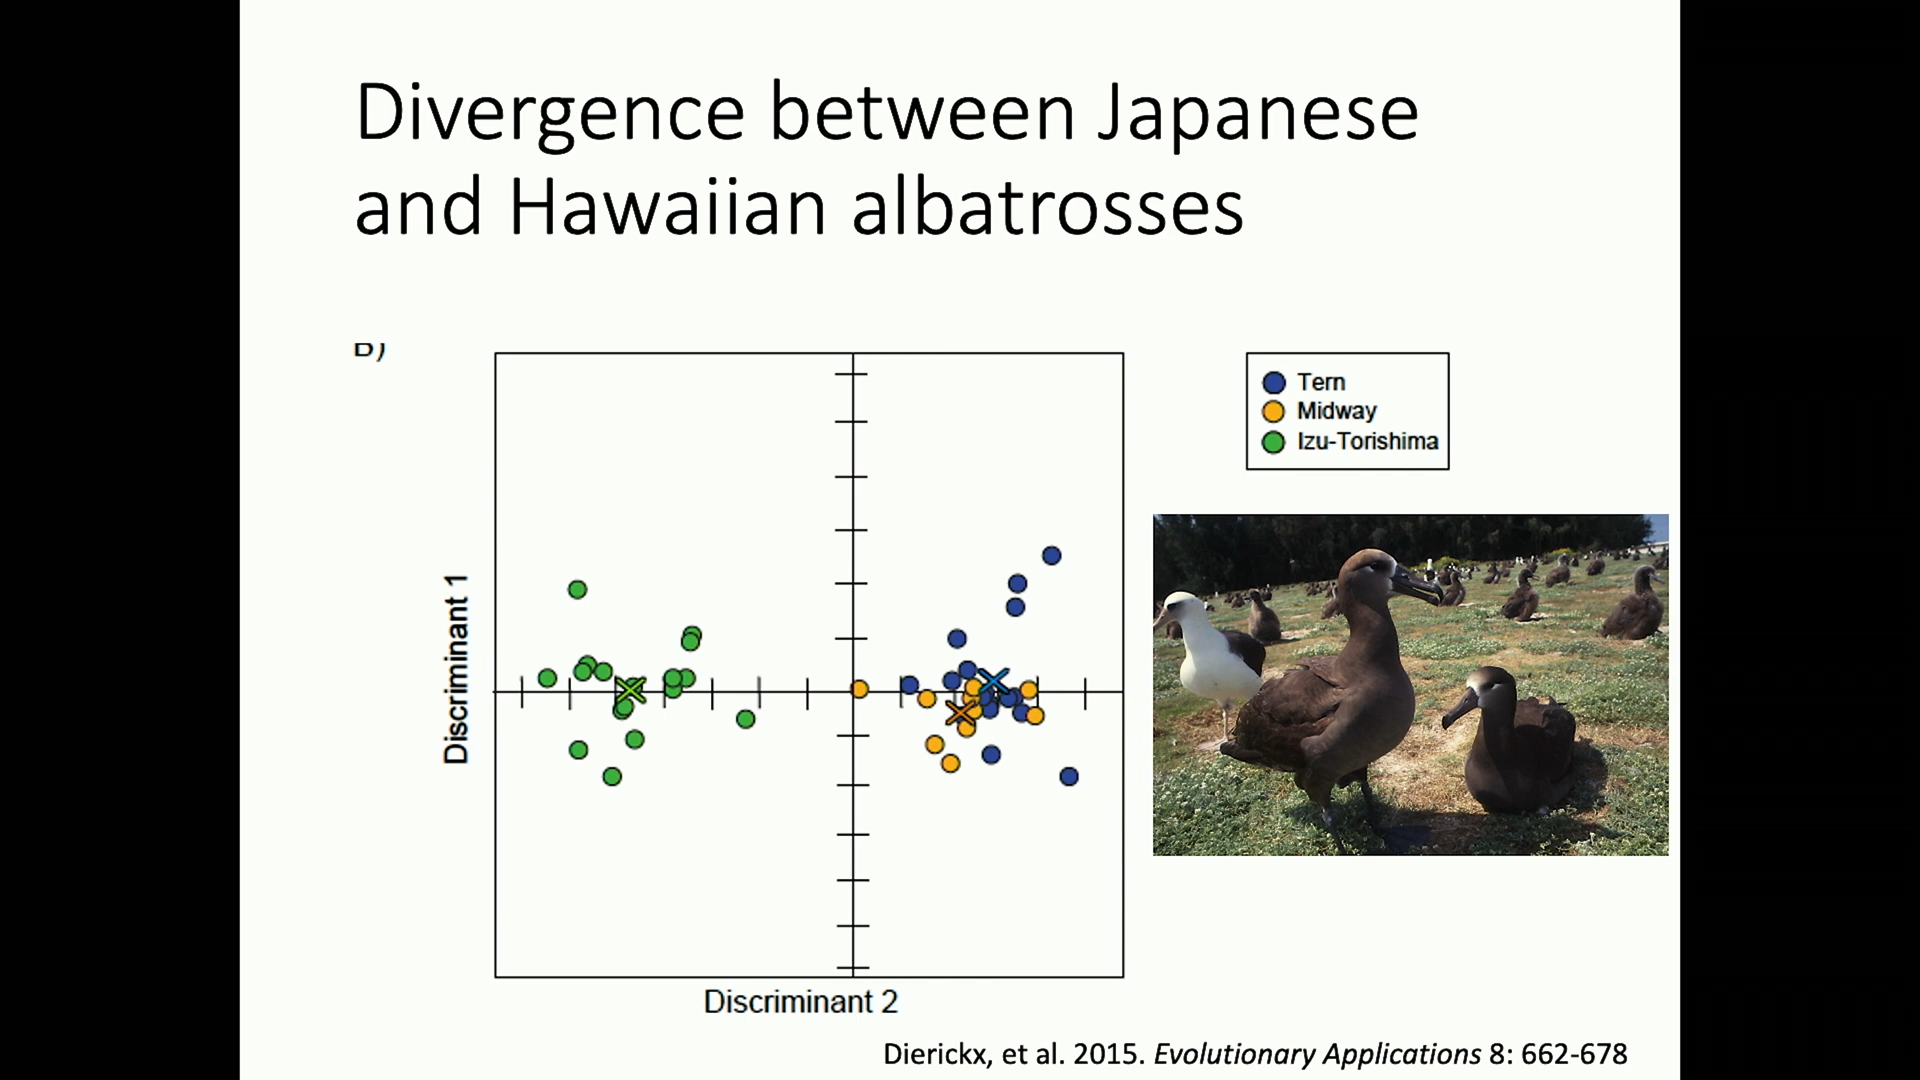 Divergence between Japanese
and Hawaiian albatrosses
B)
Tern
Midway
Izu-Torishima
Discriminant 1
Discriminant 2
Dierickx, et al. 2015. Evolutionary Applications 8: 662-678